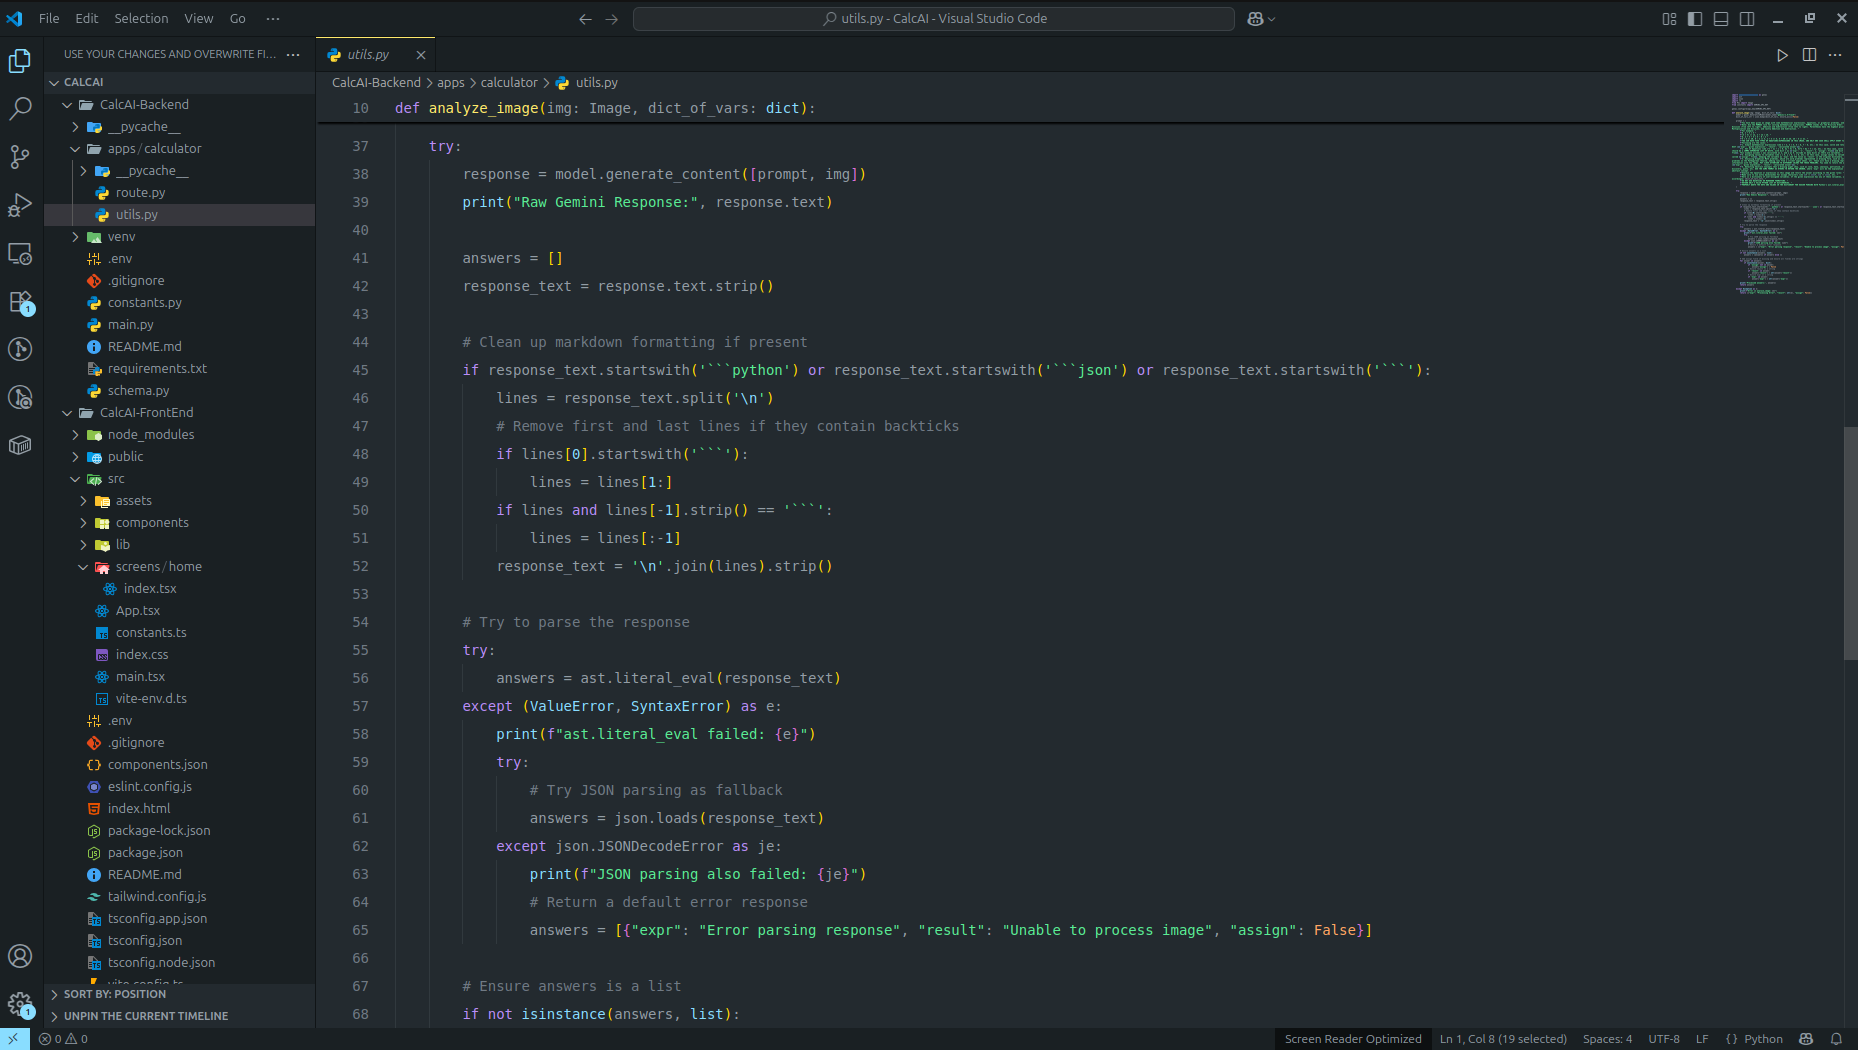 File Edit Selection View Go ···
utils.py - CalcAI - Visual Studio Code
USE YOUR CHANGES AND OVERWRITE FI... ···
utils.py
CALCAI
CalcAI-Backend
__pycache__
apps/calculator
__pycache__
route.py
utils.py
venv
.env
.gitignore
constants.py
main.py
README.md
requirements.txt
schema.py
CalcAI-FrontEnd
node_modules
public
src
assets
components
lib
screens/home
index.tsx
App.tsx
constants.ts
index.css
main.tsx
vite-env.d.ts
.env
.gitignore
components.json
eslint.config.js
index.html
package-lock.json
package.json
README.md
tailwind.config.js
tsconfig.app.json
tsconfig.json
tsconfig.node.json
vite.config.ts
SORT BY: POSITION
UNPIN THE CURRENT TIMELINE
1
1
CalcAI-Backend > apps > calculator > utils.py
10 def analyze_image(img: Image, dict_of_vars: dict):
37 try:
38 response = model.generate_content([prompt, img])
39 print("Raw Gemini Response:", response.text)
40
41 answers = []
42 response_text = response.text.strip()
43
44 # Clean up markdown formatting if present
45 if response_text.startswith('```python') or response_text.startswith('```json') or response_text.startswith('```'):
46 lines = response_text.split('\n')
47 # Remove first and last lines if they contain backticks
48 if lines[0].startswith('```'):
49 lines = lines[1:]
50 if lines and lines[-1].strip() == '```':
51 lines = lines[:-1]
52 response_text = '\n'.join(lines).strip()
53
54 # Try to parse the response
55 try:
56 answers = ast.literal_eval(response_text)
57 except (ValueError, SyntaxError) as e:
58 print(f"ast.literal_eval failed: {e}")
59 try:
60 # Try JSON parsing as fallback
61 answers = json.loads(response_text)
62 except json.JSONDecodeError as je:
63 print(f"JSON parsing also failed: {je}")
64 # Return a default error response
65 answers = [{"expr": "Error parsing response", "result": "Unable to process image", "assign": False}]
66
67 # Ensure answers is a list
68 if not isinstance(answers, list):
0 0
Screen Reader Optimized Ln 1, Col 8 (19 selected) Spaces: 4 UTF-8 LF {} Python